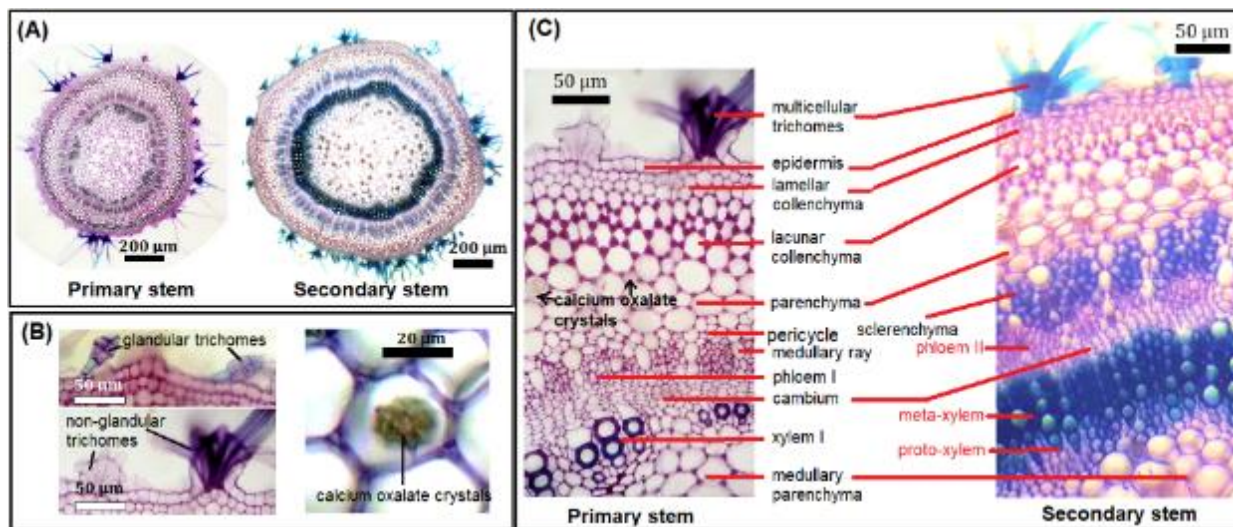 (A)
200 μm
200 μm
Primary stem
Secondary stem
(B)
glandular trichomes
50 μm
non-glandular
trichomes
50 μm
20 μm
calcium oxalate crystals
(C)
50 μm
50 μm
multicellular
trichomes
epidermis
lamellar
collenchyma
lacunar
collenchyma
calcium oxalate
crystals
parenchyma
pericycle
sclerenchyma
medullary ray
phloem II
phloem I
cambium
meta-xylem
xylem I
proto-xylem
medullary
parenchyma
Primary stem
Secondary stem